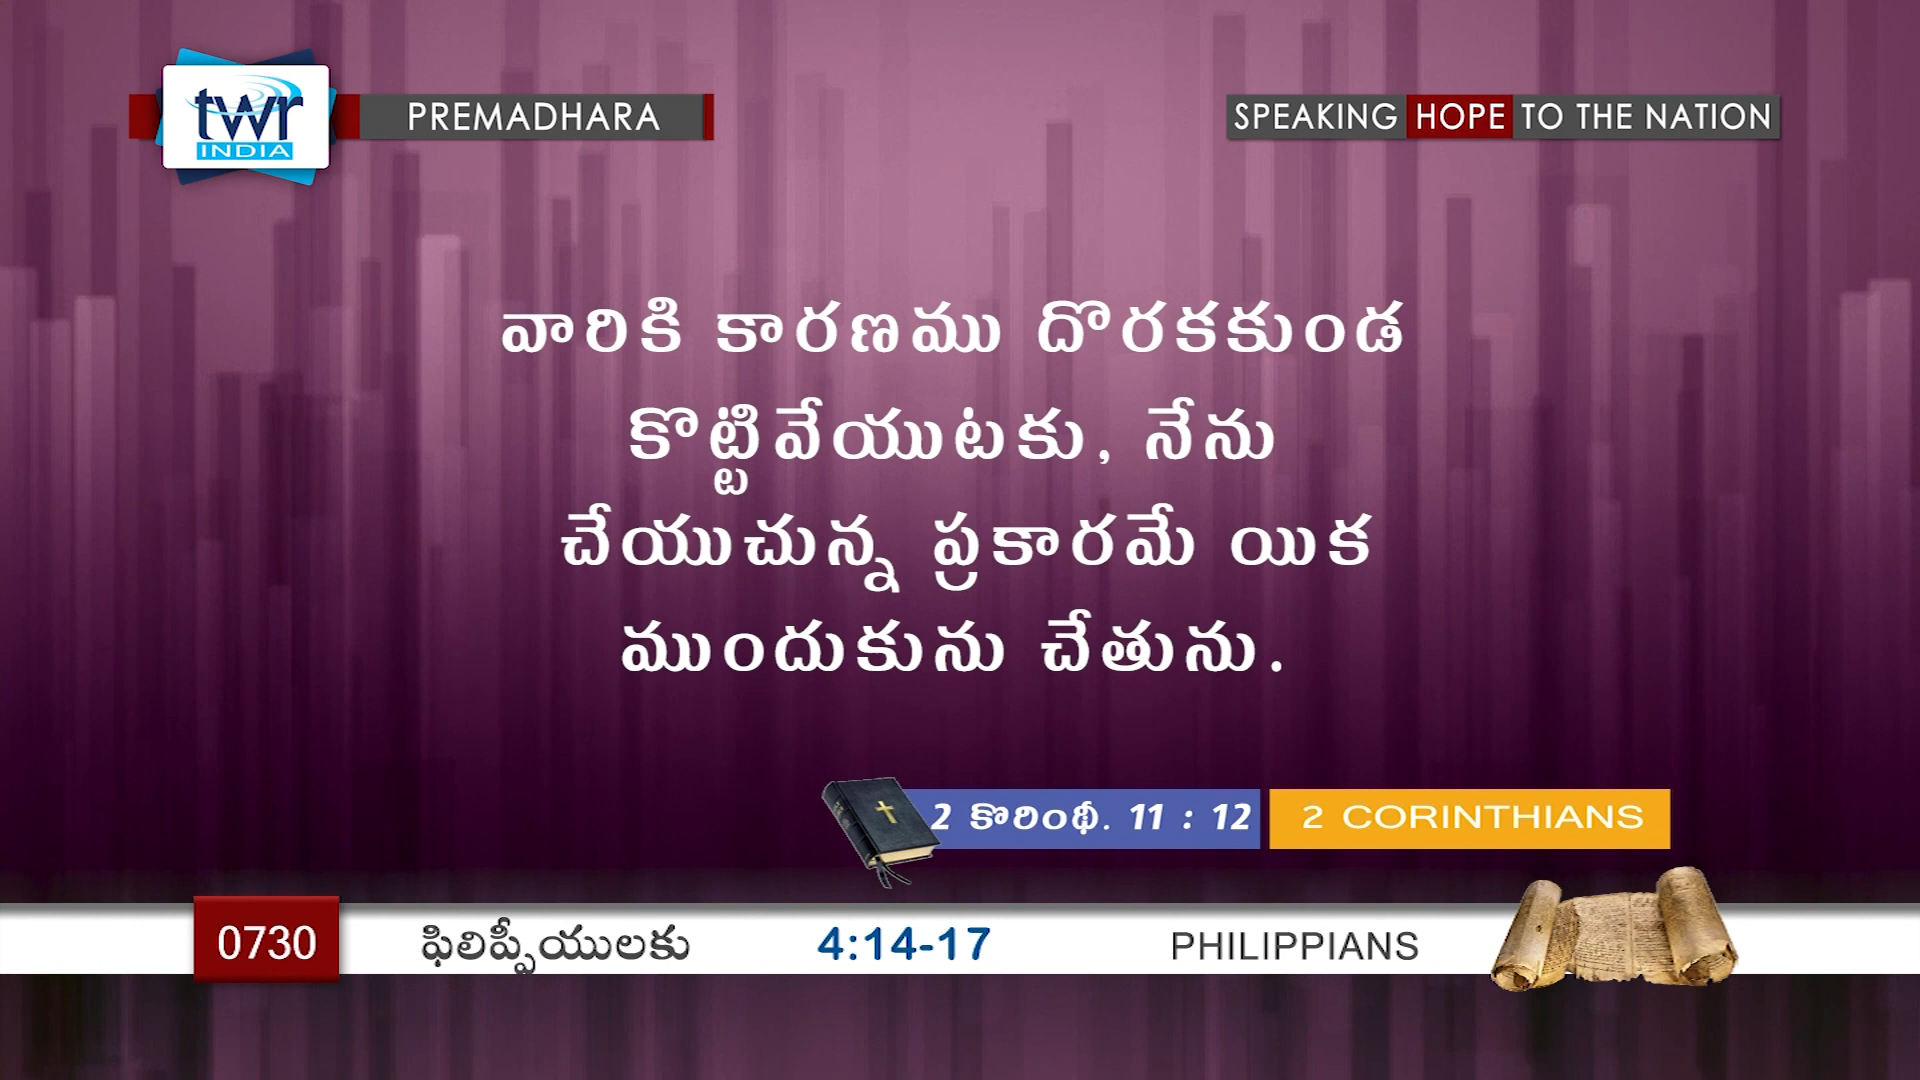 twr
INDIA
PREMADHARA
SPEAKING HOPE TO THE NATION
వారికి కారణము దొరకకుండ
కొట్టివేయుటకు, నేను
చేయుచున్న ప్రకారమే యిక
ముందుకును చేతును.
2 కొరింథీ. 11 : 12
2 CORINTHIANS
0730
ఫిలిప్పీయులకు
4:14-17
PHILIPPIANS